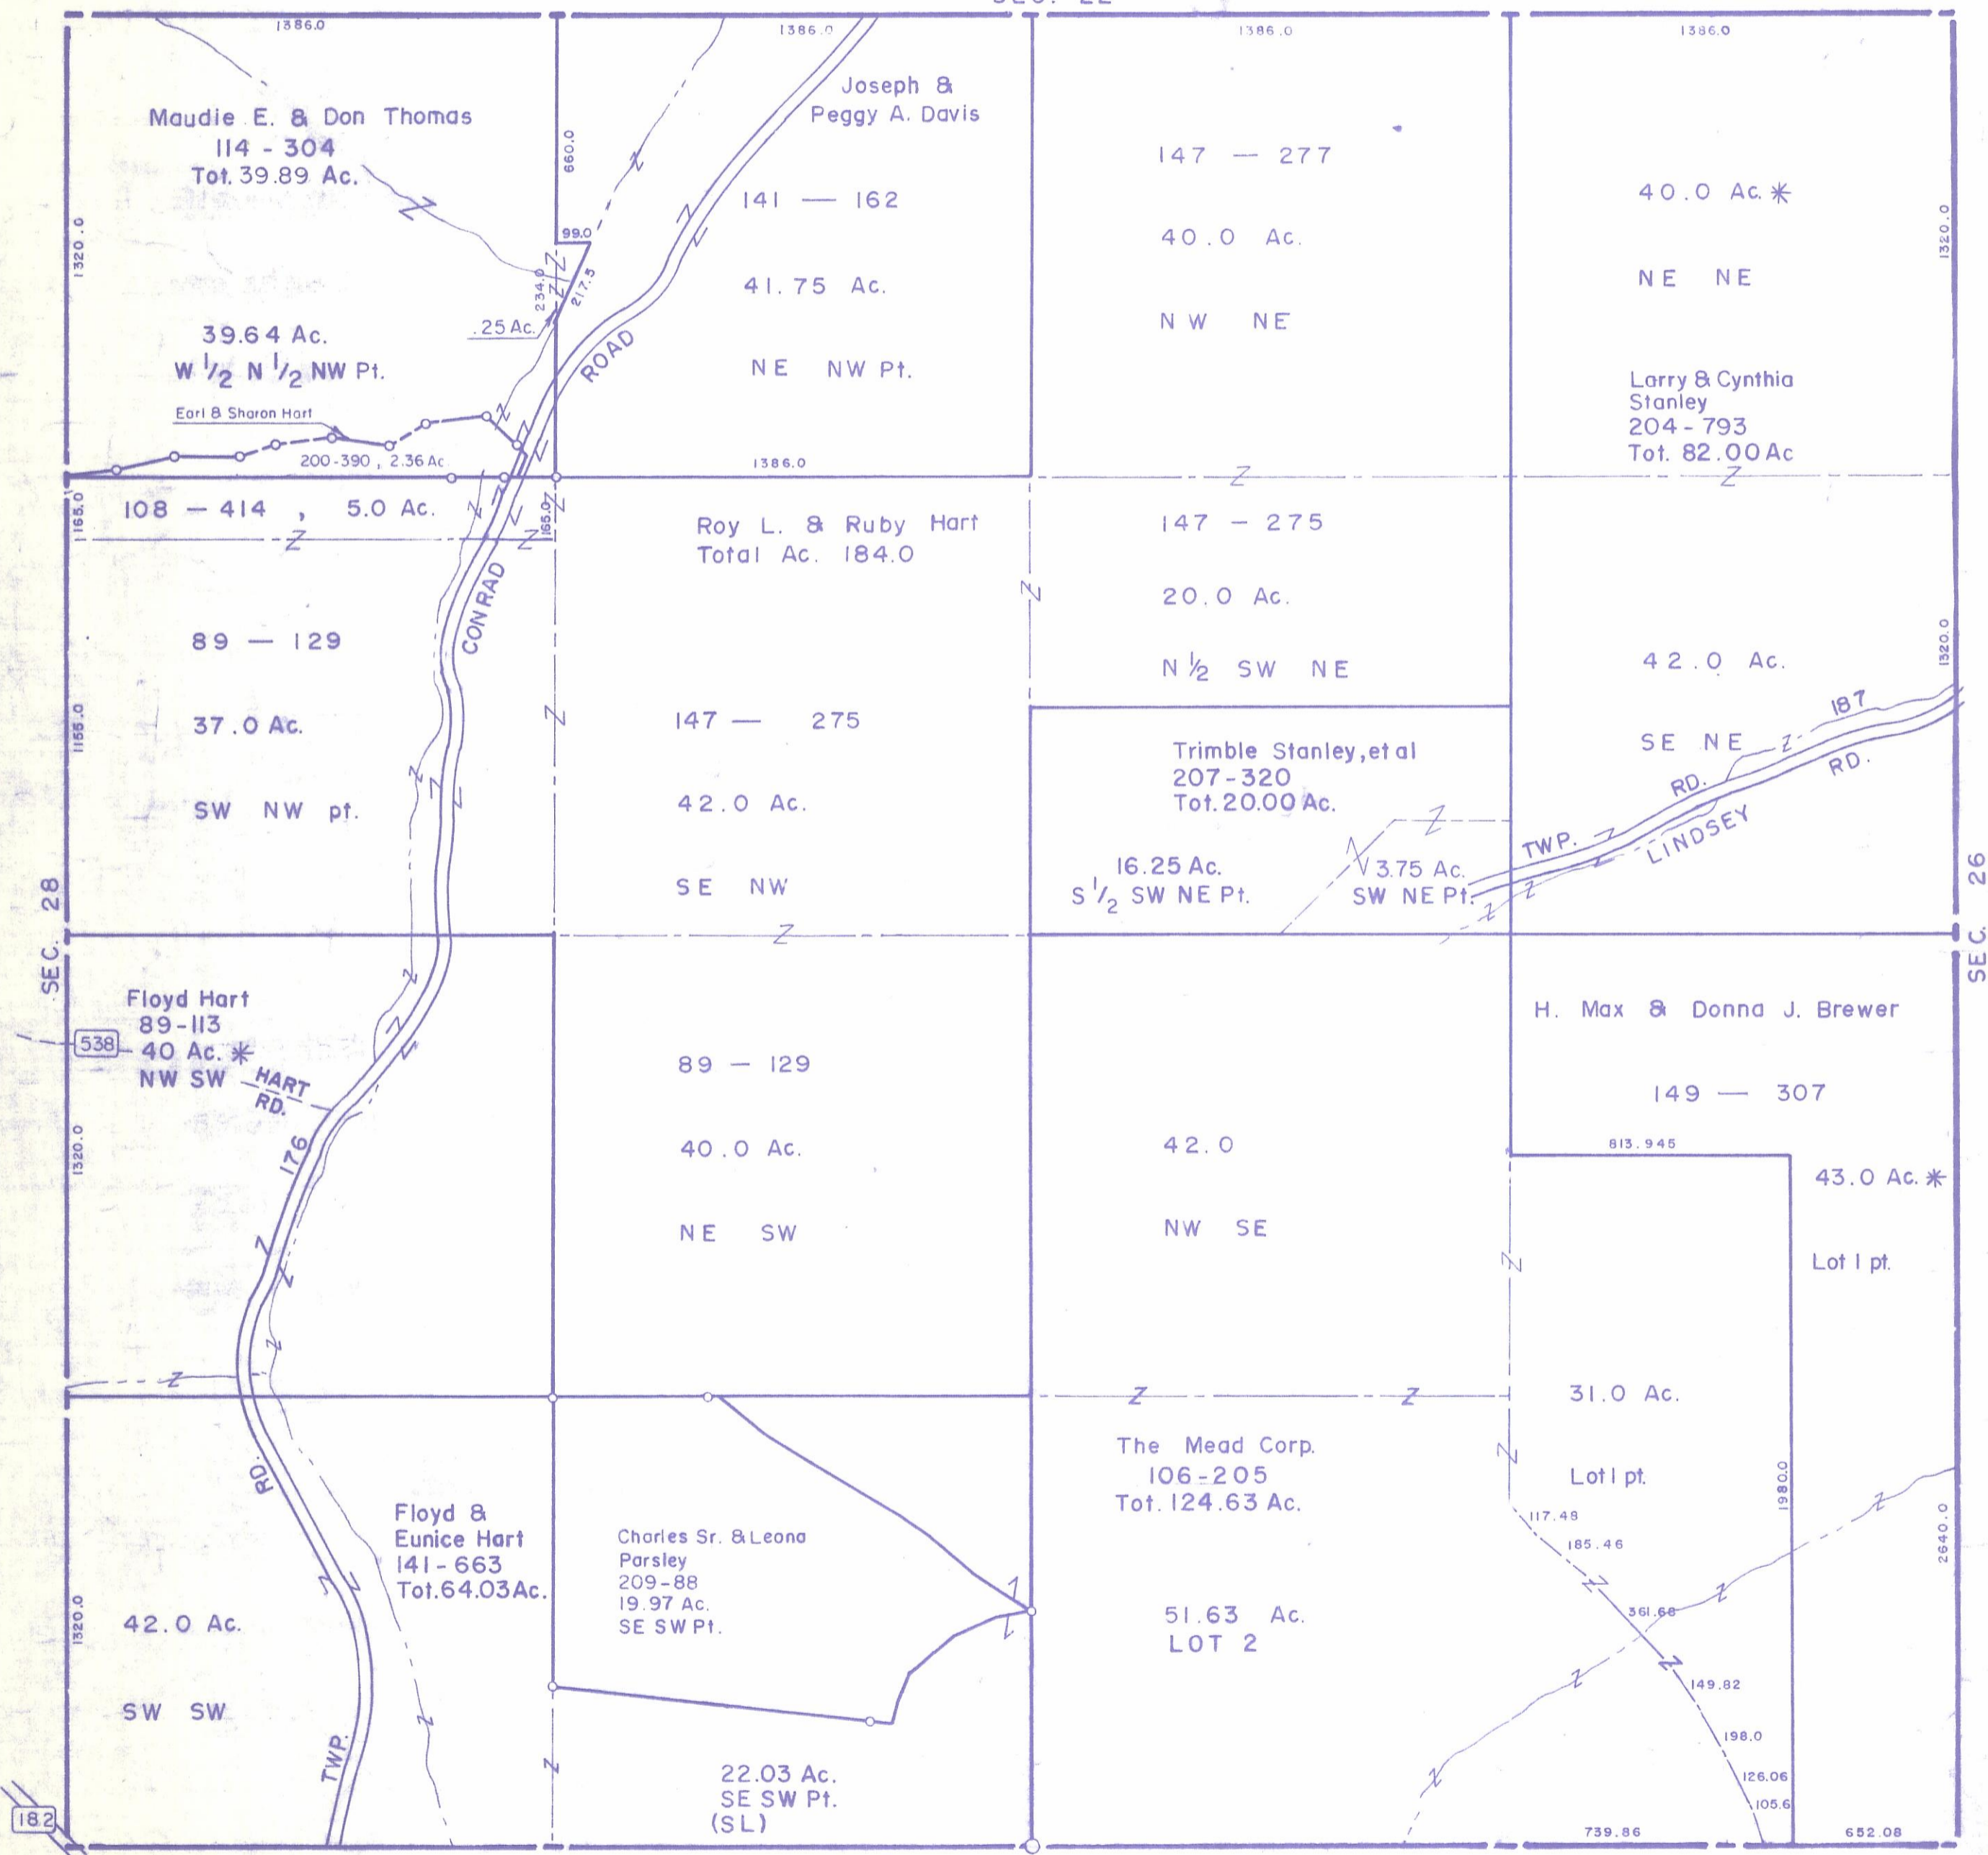 SEC. 22
1386.0
1386.0
1386.0
1386.0
Maudie E. & Don Thomas
114 - 304
Tot. 39.89 Ac.
1320.0
39.64 Ac.
W 1/2 N 1/2 NW Pt.
Earl & Sharon Hart
200-390 , 2.36 Ac
660.0
99.0
234.0
217.5
.25 Ac.
Joseph &
Peggy A. Davis
141 — 162
41.75 Ac.
NE NW Pt.
ROAD
1386.0
147 — 277
40.0 Ac.
NW NE
40.0 Ac. *
NE NE
1320.0
Larry & Cynthia
Stanley
204-793
Tot. 82.00 Ac
165.0
108 — 414 , 5.0 Ac.
165.0
CONRAD
89 — 129
37.0 Ac.
SW NW pt.
1155.0
Roy L. & Ruby Hart
Total Ac. 184.0
147 — 275
42.0 Ac.
SE NW
147 - 275
20.0 Ac.
N 1/2 SW NE
42.0 Ac.
SE NE
1320.0
187
RD.
RD.
TWP.
LINDSEY
Trimble Stanley, et al
207-320
Tot. 20.00 Ac.
16.25 Ac.
S 1/2 SW NE Pt.
3.75 Ac.
SW NE Pt.
SEC. 28
SEC. 26
Floyd Hart
89-113
538
40 Ac. *
NW SW
HART
RD.
176
1320.0
89 — 129
40.0 Ac.
NE SW
42.0
NW SE
H. Max & Donna J. Brewer
149 — 307
813.945
43.0 Ac. *
Lot 1 pt.
31.0 Ac.
Lot 1 pt.
1980.0
2640.0
RD.
Floyd &
Eunice Hart
141-663
Tot. 64.03 Ac.
1320.0
42.0 Ac.
SW SW
TWP.
182
Charles Sr. & Leona
Parsley
209-88
19.97 Ac.
SE SW Pt.
22.03 Ac.
SE SW Pt.
(SL)
The Mead Corp.
106-205
Tot. 124.63 Ac.
51.63 Ac.
LOT 2
117.48
185.46
361.68
149.82
198.0
126.06
105.6
739.86
652.08